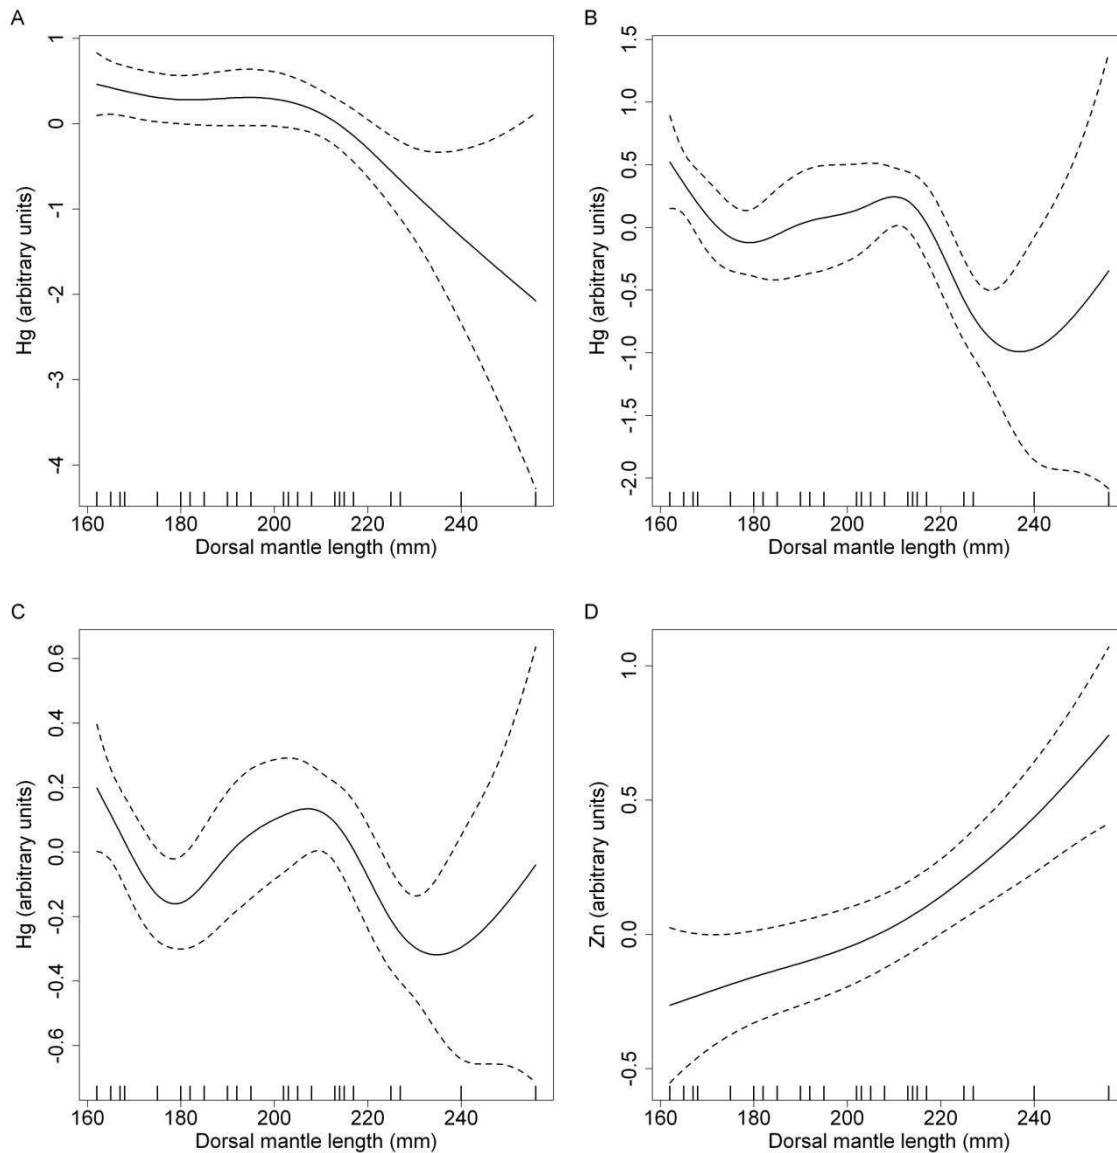 A
1
0
-1
-2
-3
-4
Hg (arbitrary units)
160 180 200 220 240
Dorsal mantle length (mm)
B
1.5
1.0
0.5
0.0
-0.5
-1.0
-1.5
-2.0
Hg (arbitrary units)
160 180 200 220 240
Dorsal mantle length (mm)
C
0.6
0.4
0.2
0.0
-0.2
-0.4
-0.6
Hg (arbitrary units)
160 180 200 220 240
Dorsal mantle length (mm)
D
1.0
0.5
0.0
-0.5
Zn (arbitrary units)
160 180 200 220 240
Dorsal mantle length (mm)